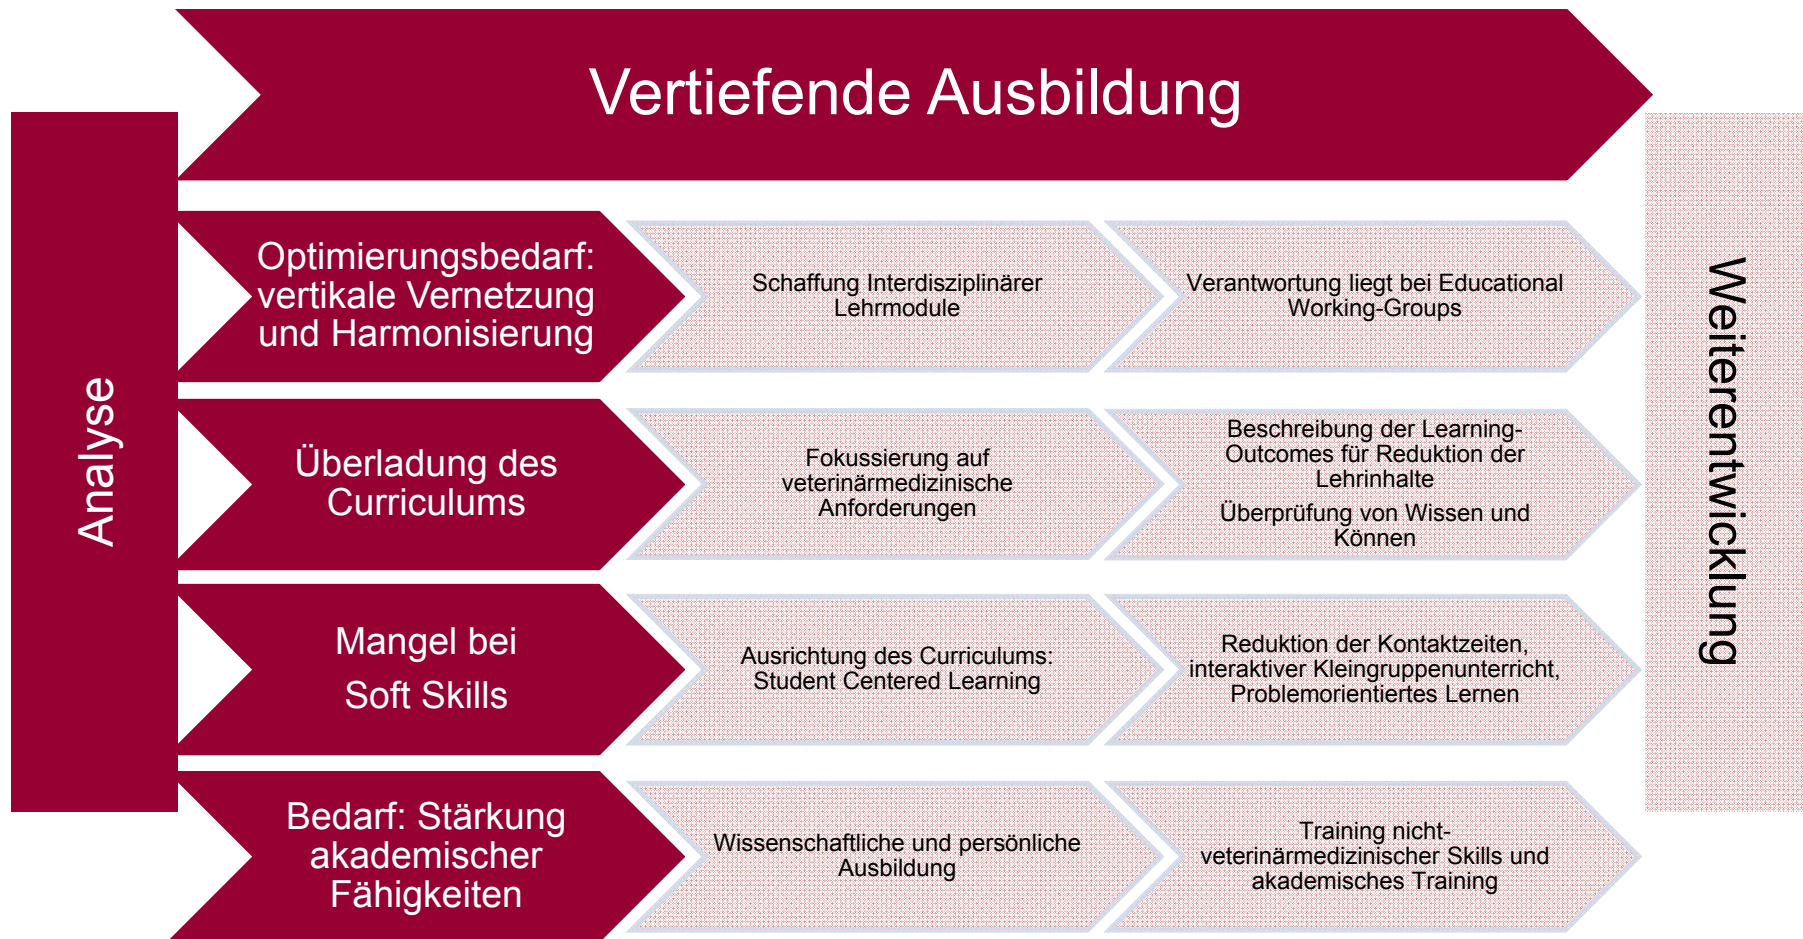 Vertiefende Ausbildung
Analyse
Optimierungsbedarf:
vertikale Vernetzung
und Harmonisierung
Schaffung Interdisziplinärer
Lehrmodule
Verantwortung liegt bei Educational
Working-Groups
Überladung des
Curriculums
Fokussierung auf
veterinärmedizinische
Anforderungen
Beschreibung der Learning-
Outcomes für Reduktion der
Lehrinhalte
Überprüfung von Wissen und
Können
Mangel bei
Soft Skills
Ausrichtung des Curriculums:
Student Centered Learning
Reduktion der Kontaktzeiten,
interaktiver Kleingruppenunterricht,
Problemorientiertes Lernen
Bedarf: Stärkung
akademischer
Fähigkeiten
Wissenschaftliche und persönliche
Ausbildung
Training nicht-
veterinärmedizinischer Skills und
akademisches Training
Weiterentwicklung